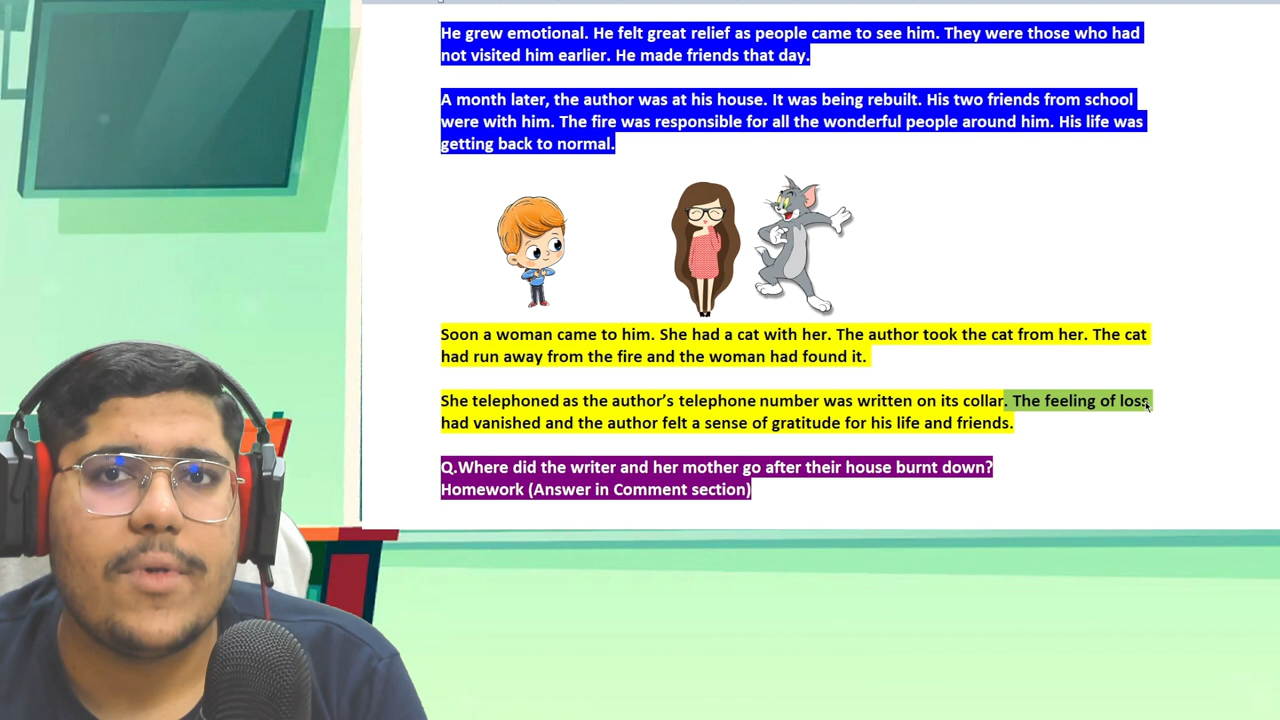 He grew emotional. He felt great relief as people came to see him. They were those who had
not visited him earlier. He made friends that day.
A month later, the author was at his house. It was being rebuilt. His two friends from school
were with him. The fire was responsible for all the wonderful people around him. His life was
getting back to normal.
Soon a woman came to him. She had a cat with her. The author took the cat from her. The cat
had run away from the fire and the woman had found it.
She telephoned as the author’s telephone number was written on its collar. The feeling of loss
had vanished and the author felt a sense of gratitude for his life and friends.
Q.Where did the writer and her mother go after their house burnt down?
Homework (Answer in Comment section)